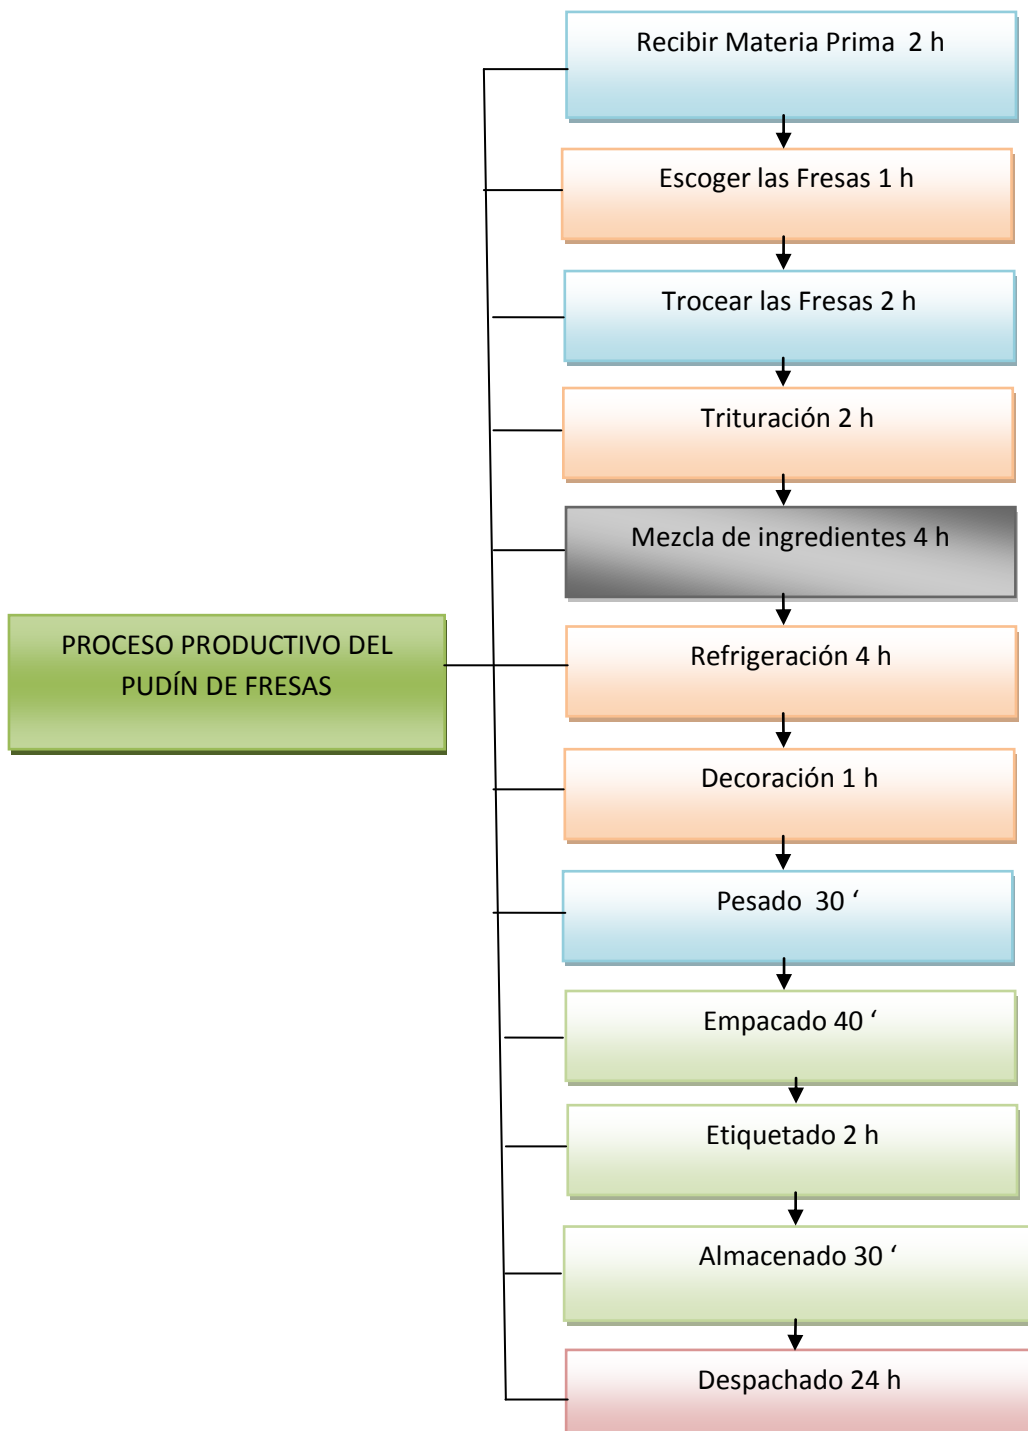 Recibir Materia Prima  2 h
Escoger las Fresas 1 h
Trocear las Fresas 2 h
Trituración 2 h
Mezcla de ingredientes 4 h
PROCESO PRODUCTIVO DEL
PUDÍN DE FRESAS
Refrigeración 4 h
Decoración 1 h
Pesado  30 ‘
Empacado 40 ‘
Etiquetado 2 h
Almacenado 30 ‘
Despachado 24 h